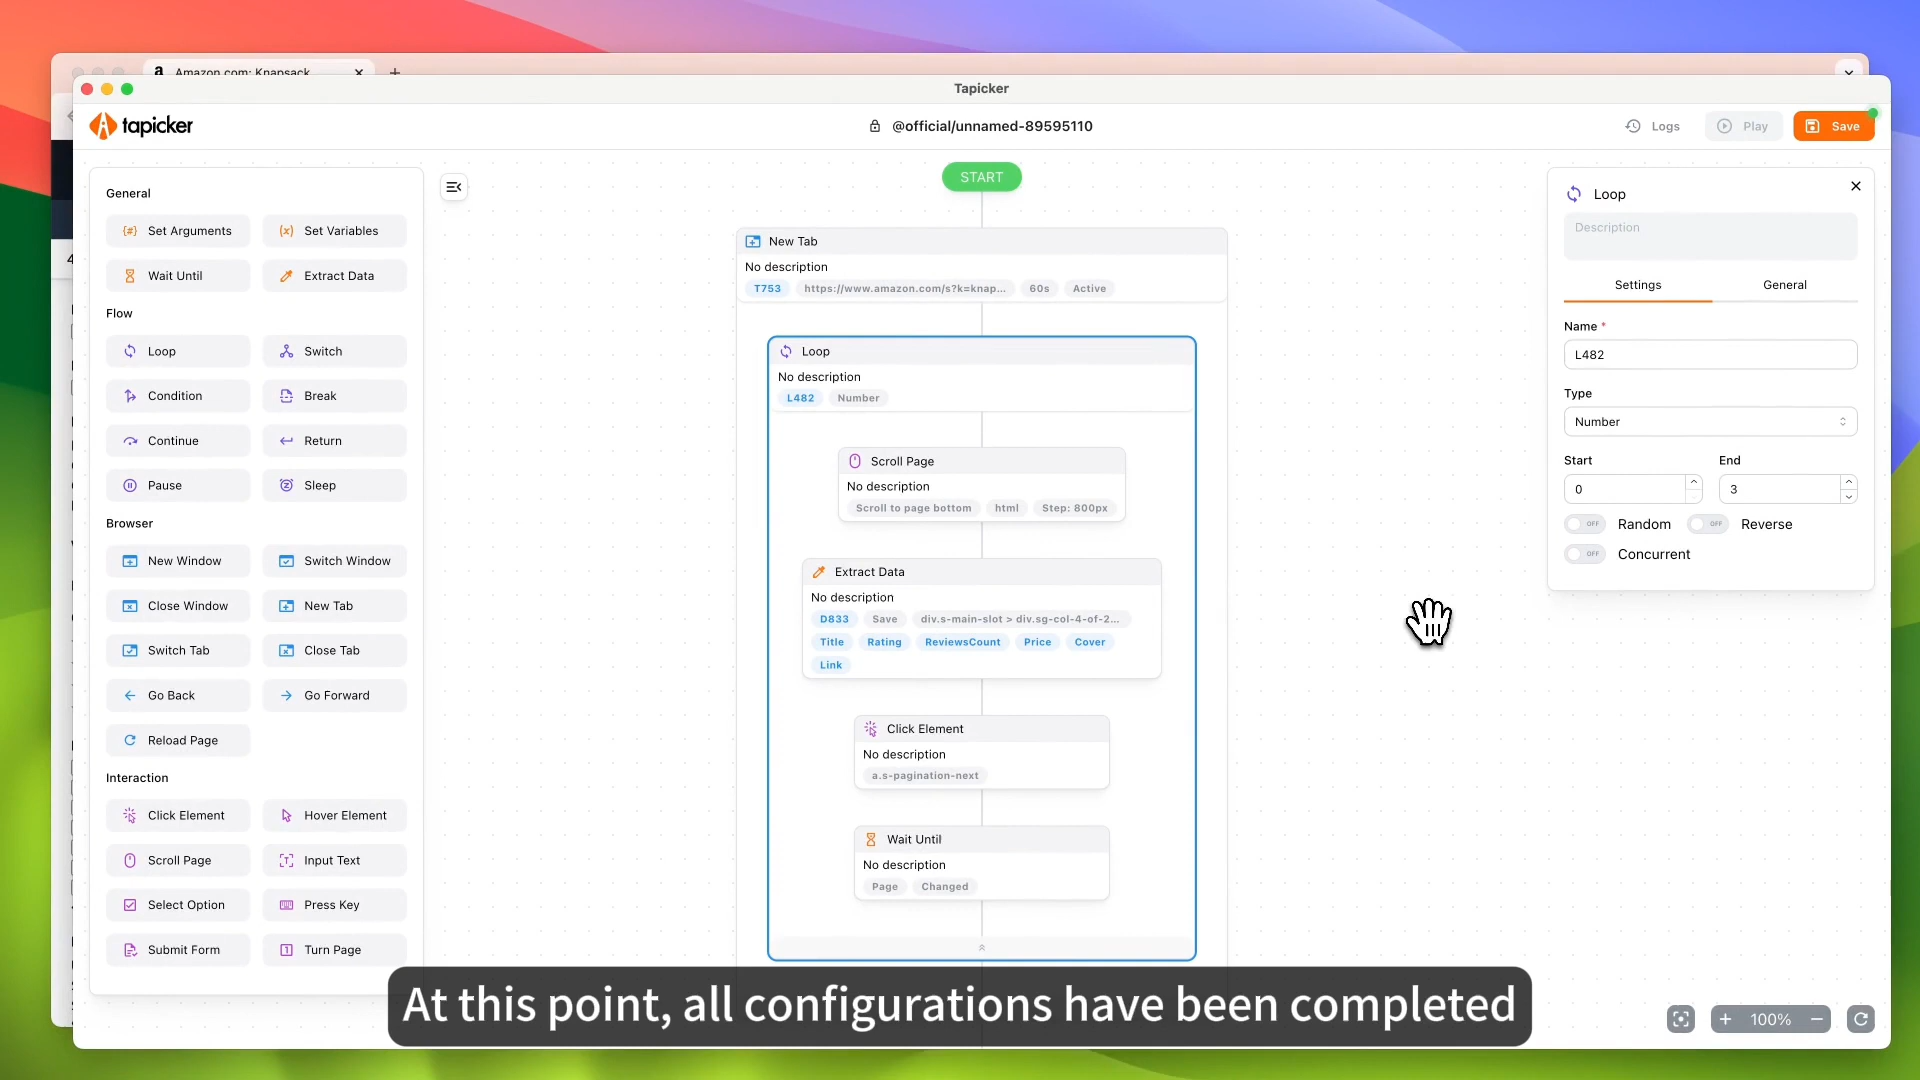 a Amazon.com: Knapsack
Tapicker
tapicker
@official/unnamed-89595110
Logs
Play
Save
General
Set Arguments
Set Variables
Wait Until
Extract Data
Flow
Loop
Switch
Condition
Break
Continue
Return
Pause
Sleep
Browser
New Window
Switch Window
Close Window
New Tab
Switch Tab
Close Tab
Go Back
Go Forward
Reload Page
Interaction
Click Element
Hover Element
Scroll Page
Input Text
Select Option
Press Key
Submit Form
Turn Page
START
New Tab
No description
T753 https://www.amazon.com/s?k=knap... 60s Active
Loop
No description
L482 Number
Scroll Page
No description
Scroll to page bottom html Step: 800px
Extract Data
No description
D833 Save div.s-main-slot > div.sg-col-4-of-2...
Title Rating ReviewsCount Price Cover
Link
Click Element
No description
a.s-pagination-next
Wait Until
No description
Page Changed
Loop
Description
Settings General
Name *
L482
Type
Number
Start End
0 3
OFF Random OFF Reverse
OFF Concurrent
100%
At this point, all configurations have been completed